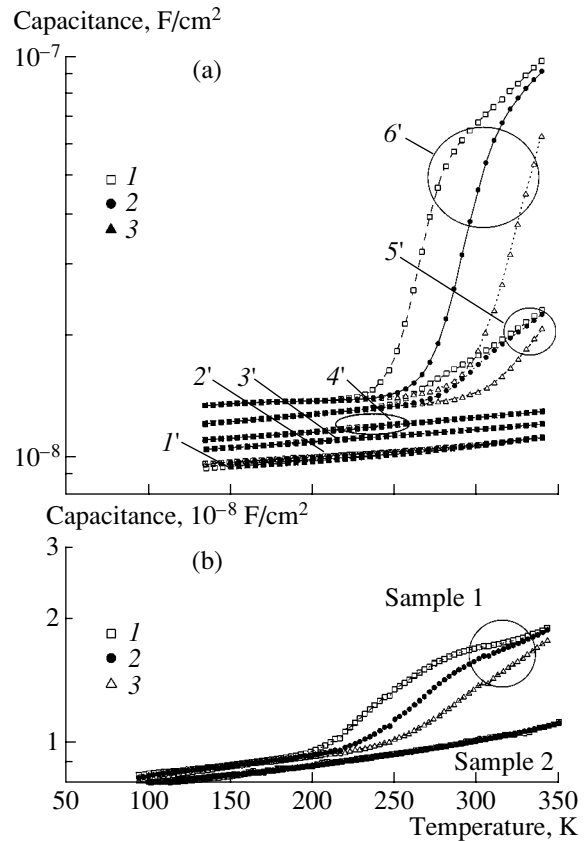 Capacitance, F/cm²
10⁻⁷
(a)
6'
1
2
3
5'
4'
3'
2'
1'
10⁻⁸
Capacitance, 10⁻⁸ F/cm²
3
(b)
Sample 1
2
1
2
3
1
Sample 2
50 100 150 200 250 300 350
Temperature, K